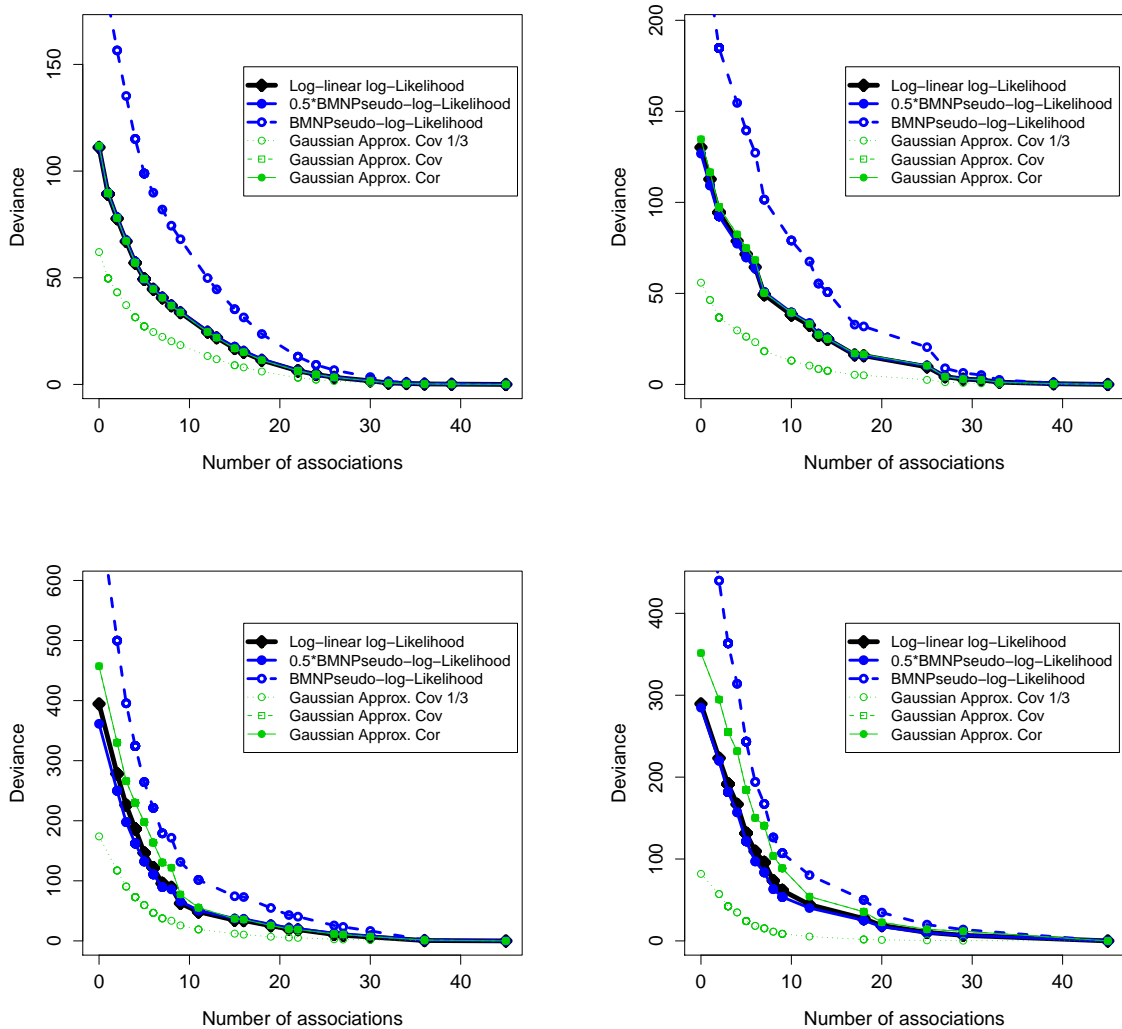 150
100
50
0
Deviance
Log−linear log−Likelihood
0.5*BMNPseudo−log−Likelihood
BMNPseudo−log−Likelihood
Gaussian Approx. Cov 1/3
Gaussian Approx. Cov
Gaussian Approx. Cor
0 10 20 30 40
Number of associations
200
150
100
50
0
Deviance
Log−linear log−Likelihood
0.5*BMNPseudo−log−Likelihood
BMNPseudo−log−Likelihood
Gaussian Approx. Cov 1/3
Gaussian Approx. Cov
Gaussian Approx. Cor
0 10 20 30 40
Number of associations
600
500
400
300
200
100
0
Deviance
Log−linear log−Likelihood
0.5*BMNPseudo−log−Likelihood
BMNPseudo−log−Likelihood
Gaussian Approx. Cov 1/3
Gaussian Approx. Cov
Gaussian Approx. Cor
0 10 20 30 40
Number of associations
400
300
200
100
0
Deviance
Log−linear log−Likelihood
0.5*BMNPseudo−log−Likelihood
BMNPseudo−log−Likelihood
Gaussian Approx. Cov 1/3
Gaussian Approx. Cov
Gaussian Approx. Cor
0 10 20 30 40
Number of associations